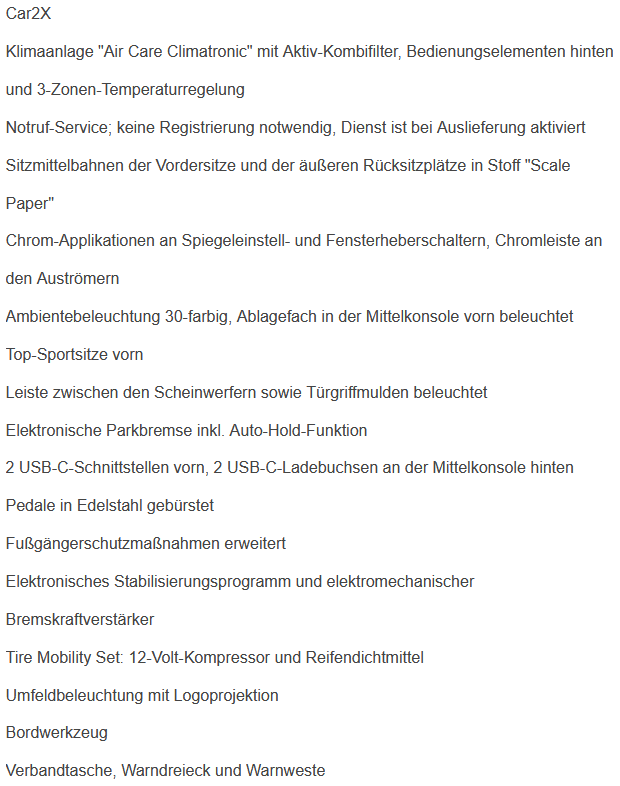 Car2X
Klimaanlage "Air Care Climatronic" mit Aktiv-Kombifilter, Bedienungselementen hinten
und 3-Zonen-Temperaturregelung
Notruf-Service; keine Registrierung notwendig, Dienst ist bei Auslieferung aktiviert
Sitzmittelbahnen der Vordersitze und der äußeren Rücksitzplätze in Stoff "Scale
Paper"
Chrom-Applikationen an Spiegeleinstell- und Fensterheberschaltern, Chromleiste an
den Auströmern
Ambientebeleuchtung 30-farbig, Ablagefach in der Mittelkonsole vorn beleuchtet
Top-Sportsitze vorn
Leiste zwischen den Scheinwerfern sowie Türgriffmulden beleuchtet
Elektronische Parkbremse inkl. Auto-Hold-Funktion
2 USB-C-Schnittstellen vorn, 2 USB-C-Ladebuchsen an der Mittelkonsole hinten
Pedale in Edelstahl gebürstet
Fußgängerschutzmaßnahmen erweitert
Elektronisches Stabilisierungsprogramm und elektromechanischer
Bremskraftverstärker
Tire Mobility Set: 12-Volt-Kompressor und Reifendichtmittel
Umfeldbeleuchtung mit Logoprojektion
Bordwerkzeug
Verbandtasche, Warndreieck und Warnweste